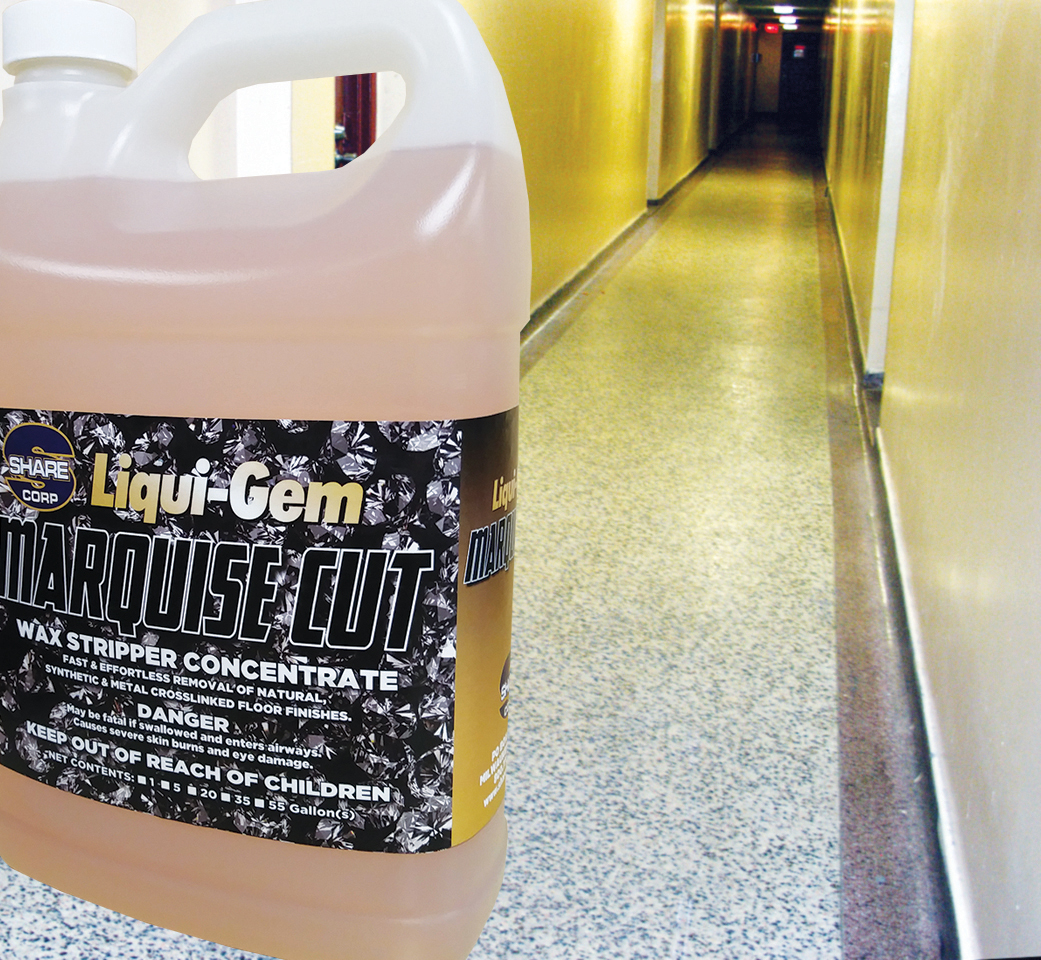 SHARE
CORP
Liqui-Gem
MARQUISE CUT
WAX STRIPPER CONCENTRATE
FAST & EFFORTLESS REMOVAL OF NATURAL,
SYNTHETIC & METAL CROSSLINKED FLOOR FINISHES.
DANGER
May be fatal if swallowed and enters airways.
Causes severe skin burns and eye damage.
KEEP OUT OF REACH OF CHILDREN
NET CONTENTS: ■ 1 ■ 5 ■ 20 ■ 35 ■ 55 Gallon(s)
Liqui
MARQU